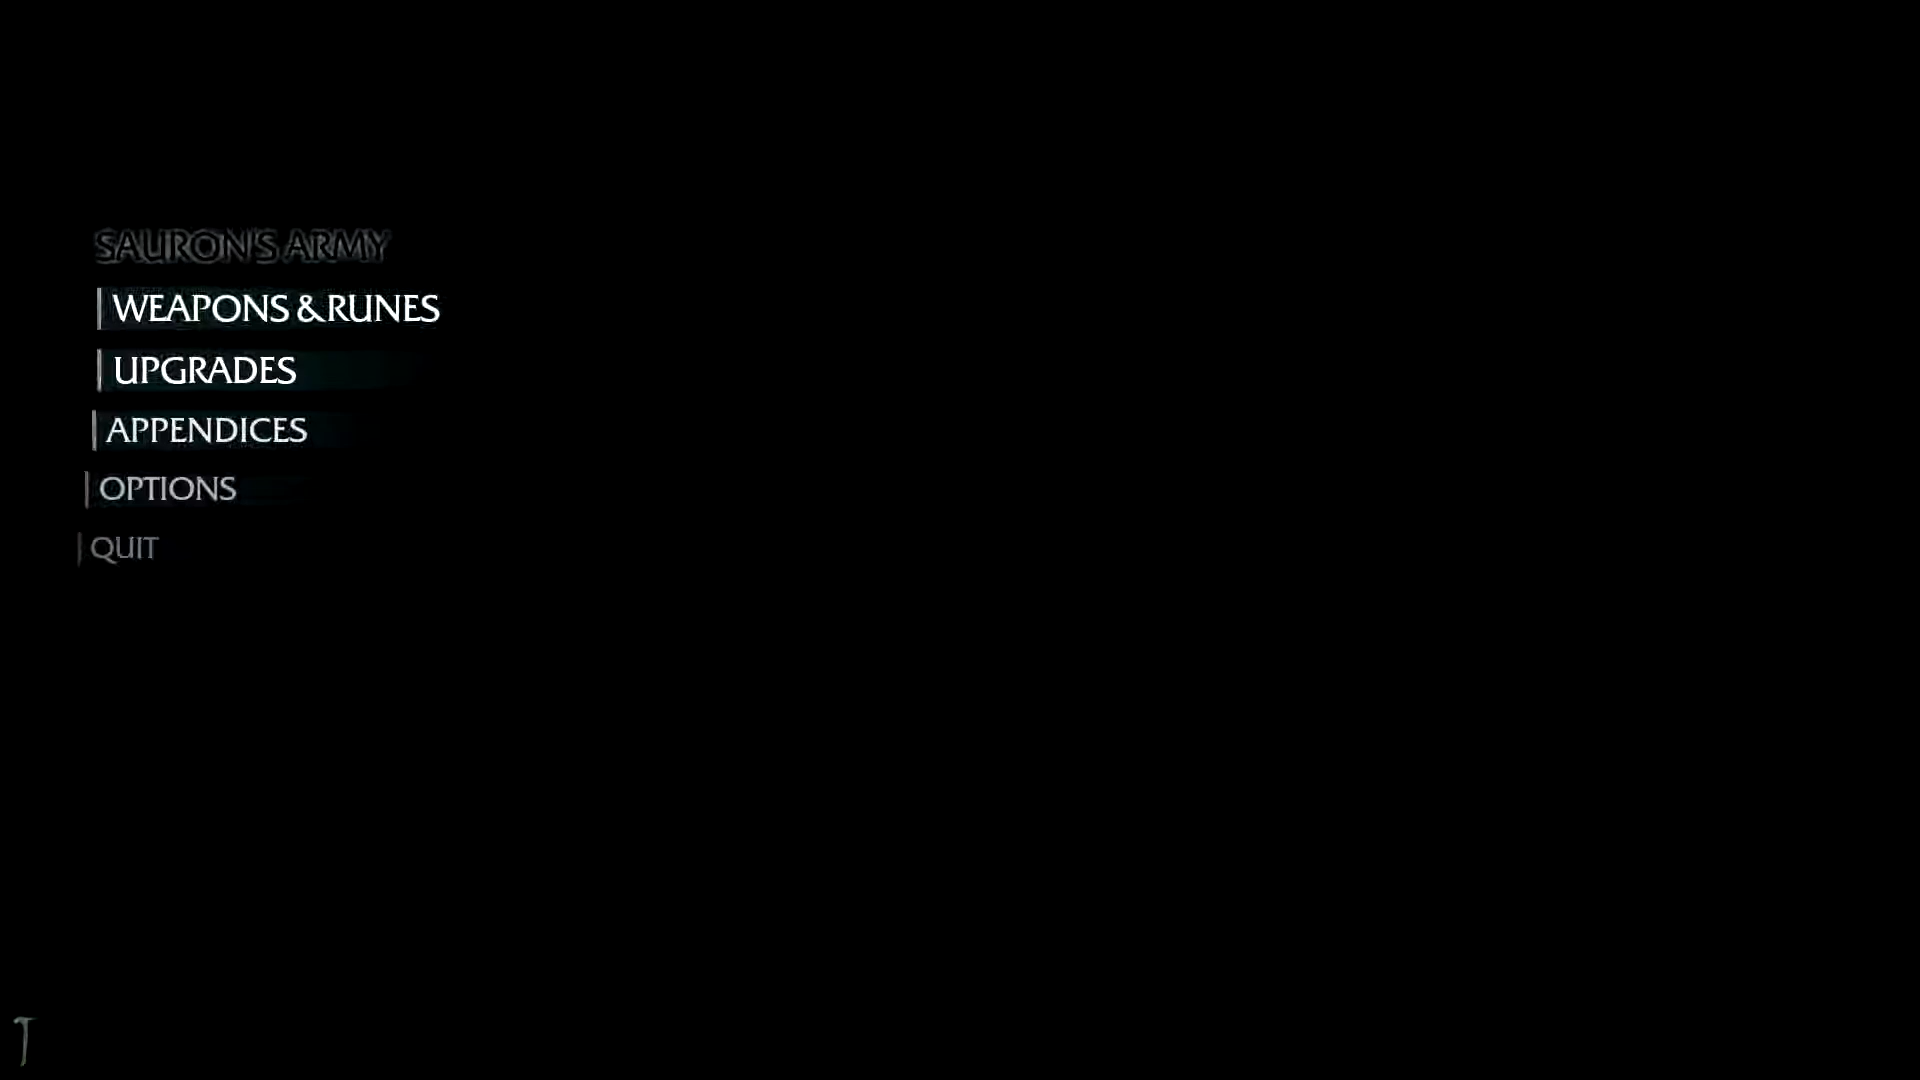 SAURON'S ARMY
WEAPONS & RUNES
UPGRADES
APPENDICES
OPTIONS
QUIT